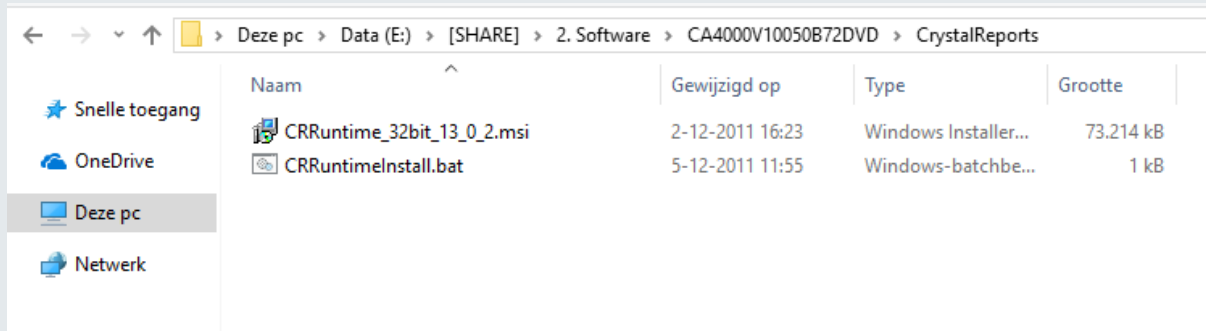 Deze pc > Data (E:) > [SHARE] > 2. Software > CA4000V10050B72DVD > CrystalReports
Naam Gewijzigd op Type Grootte
Snelle toegang
OneDrive
Deze pc
Netwerk
CRRuntime_32bit_13_0_2.msi 2-12-2011 16:23 Windows Installer... 73.214 kB
CRRuntimeInstall.bat 5-12-2011 11:55 Windows-batchbe... 1 kB